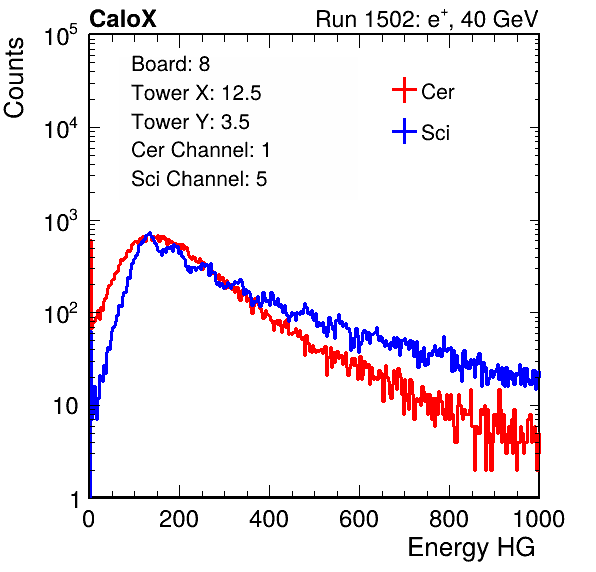 CaloX Run 1502: e⁺, 40 GeV
Counts
10⁵
10⁴
10³
10²
10
1
Board: 8
Tower X: 12.5
Tower Y: 3.5
Cer Channel: 1
Sci Channel: 5
Cer
Sci
0 200 400 600 800 1000
Energy HG